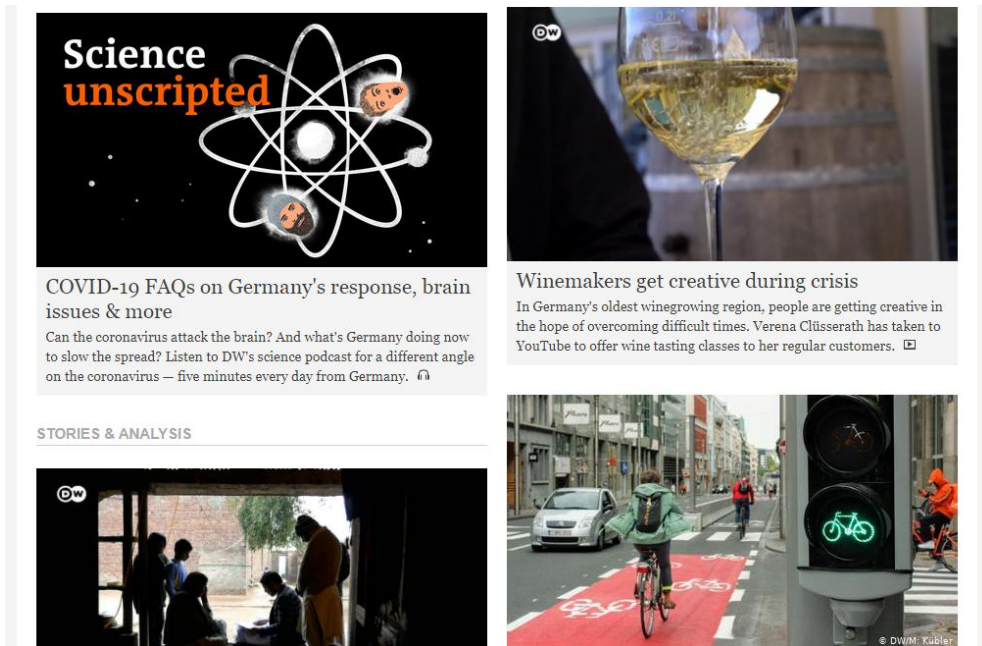 Science
unscripted
COVID-19 FAQs on Germany's response, brain
issues & more
Can the coronavirus attack the brain? And what's Germany doing now
to slow the spread? Listen to DW's science podcast for a different angle
on the coronavirus — five minutes every day from Germany.
STORIES & ANALYSIS
DW
DW
0,2l
Winemakers get creative during crisis
In Germany's oldest winegrowing region, people are getting creative in
the hope of overcoming difficult times. Verena Clüsserath has taken to
YouTube to offer wine tasting classes to her regular customers.
© DW/M. Kübler